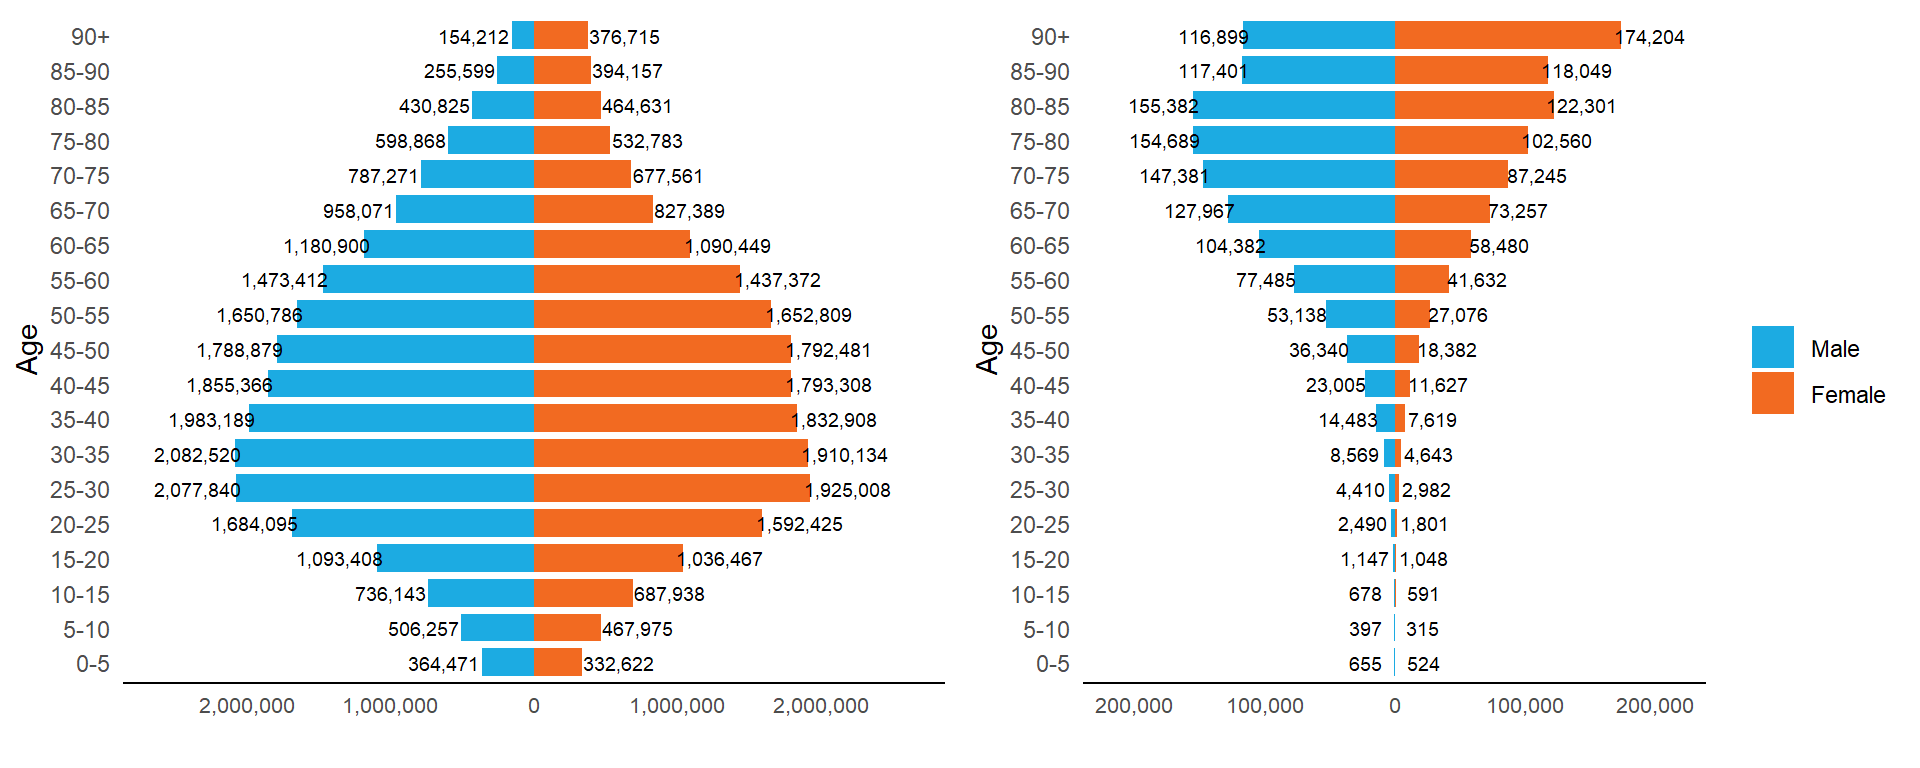 90+ 154,212 376,715
85-90 255,599 394,157
80-85 430,825 464,631
75-80 598,868 532,783
70-75 787,271 677,561
65-70 958,071 827,389
60-65 1,180,900 1,090,449
55-60 1,473,412 1,437,372
50-55 1,650,786 1,652,809
45-50 1,788,879 1,792,481
40-45 1,855,366 1,793,308
35-40 1,983,189 1,832,908
30-35 2,082,520 1,910,134
25-30 2,077,840 1,925,008
20-25 1,684,095 1,592,425
15-20 1,093,408 1,036,467
10-15 736,143 687,938
5-10 506,257 467,975
0-5 364,471 332,622
2,000,000 1,000,000 0 1,000,000 2,000,000
Age
90+ 116,899 174,204
85-90 117,401 118,049
80-85 155,382 122,301
75-80 154,689 102,560
70-75 147,381 87,245
65-70 127,967 73,257
60-65 104,382 58,480
55-60 77,485 41,632
50-55 53,138 27,076
45-50 36,340 18,382
40-45 23,005 11,627
35-40 14,483 7,619
30-35 8,569 4,643
25-30 4,410 2,982
20-25 2,490 1,801
15-20 1,147 1,048
10-15 678 591
5-10 397 315
0-5 655 524
200,000 100,000 0 100,000 200,000
Age
Male
Female